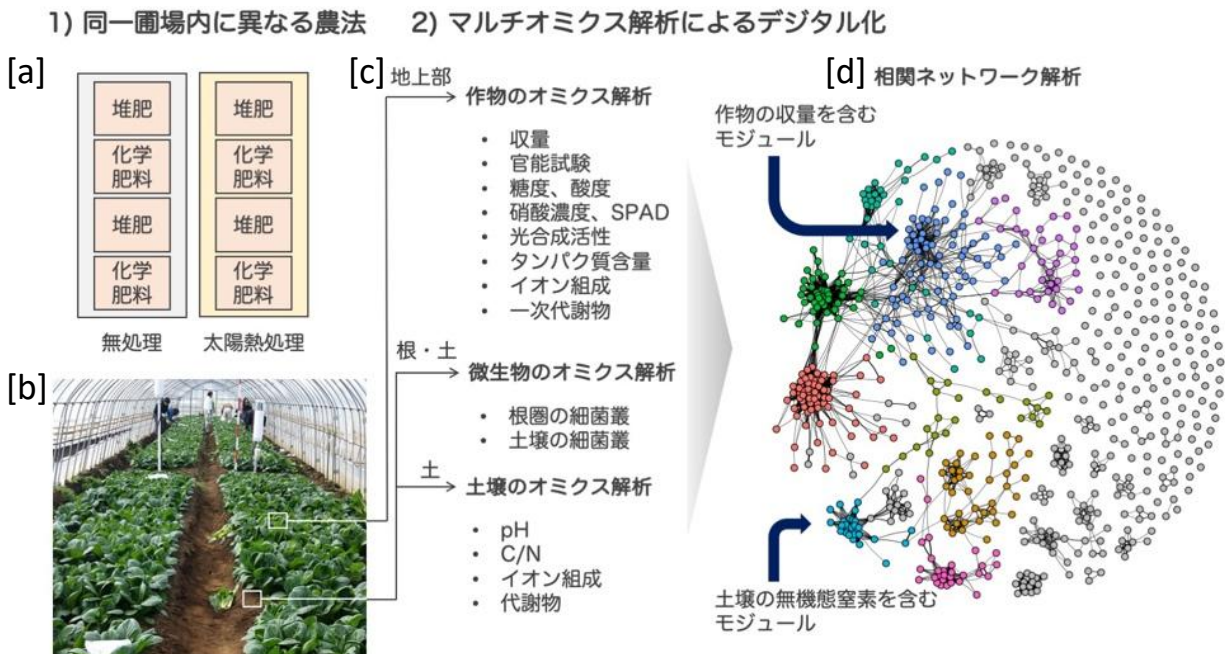 1) 同一圃場内に異なる農法
2) マルチオミクス解析によるデジタル化
[a]
堆肥
化学
肥料
堆肥
化学
肥料
無処理
堆肥
化学
肥料
堆肥
化学
肥料
太陽熱処理
[b]
[c]
地上部
作物のオミクス解析
• 収量
• 官能試験
• 糖度、酸度
• 硝酸濃度、SPAD
• 光合成活性
• タンパク質含量
• イオン組成
• 一次代謝物
根・土
微生物のオミクス解析
• 根圏の細菌叢
• 土壌の細菌叢
土
土壌のオミクス解析
• pH
• C/N
• イオン組成
• 代謝物
[d]
相関ネットワーク解析
作物の収量を含む
モジュール
土壌の無機態窒素を含む
モジュール